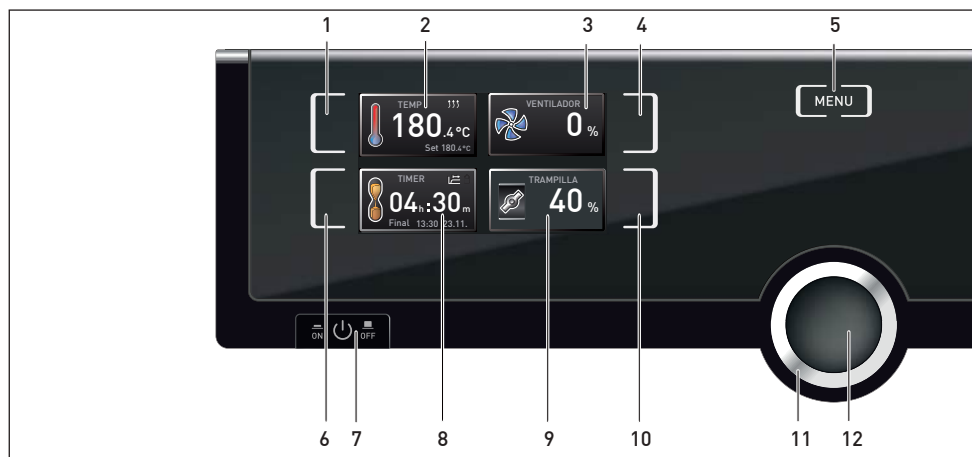 1 2 3 4 5
TEMP
180.4°C
Set 180.4°C
VENTILADOR
0 %
MENU
TIMER
04h:30m
Final 13:30 23.11.
TRAMPILLA
40 %
ON OFF
6 7 8 9 10 11 12